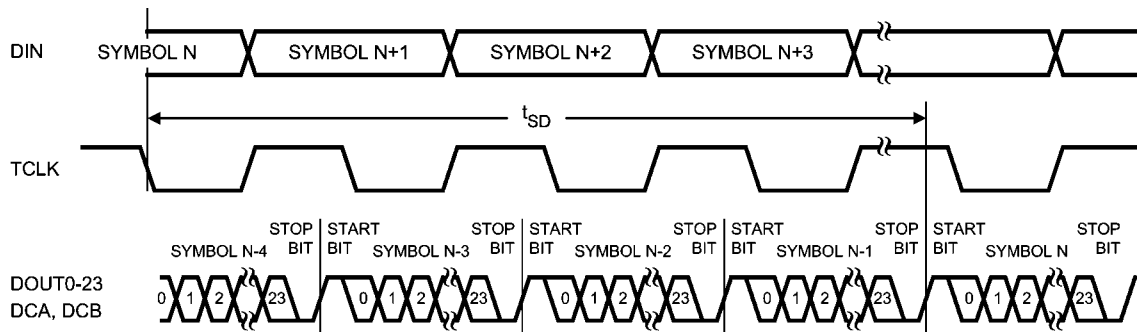 DIN SYMBOL N SYMBOL N+1 SYMBOL N+2 SYMBOL N+3
tSD
TCLK
STOP BIT START BIT STOP BIT START BIT STOP BIT START BIT STOP BIT START BIT STOP BIT
SYMBOL N-4 SYMBOL N-3 SYMBOL N-2 SYMBOL N-1 SYMBOL N
DOUT0-23 0 1 2 23 0 1 2 23 0 1 2 23 0 1 2 23 0 1 2 23
DCA, DCB